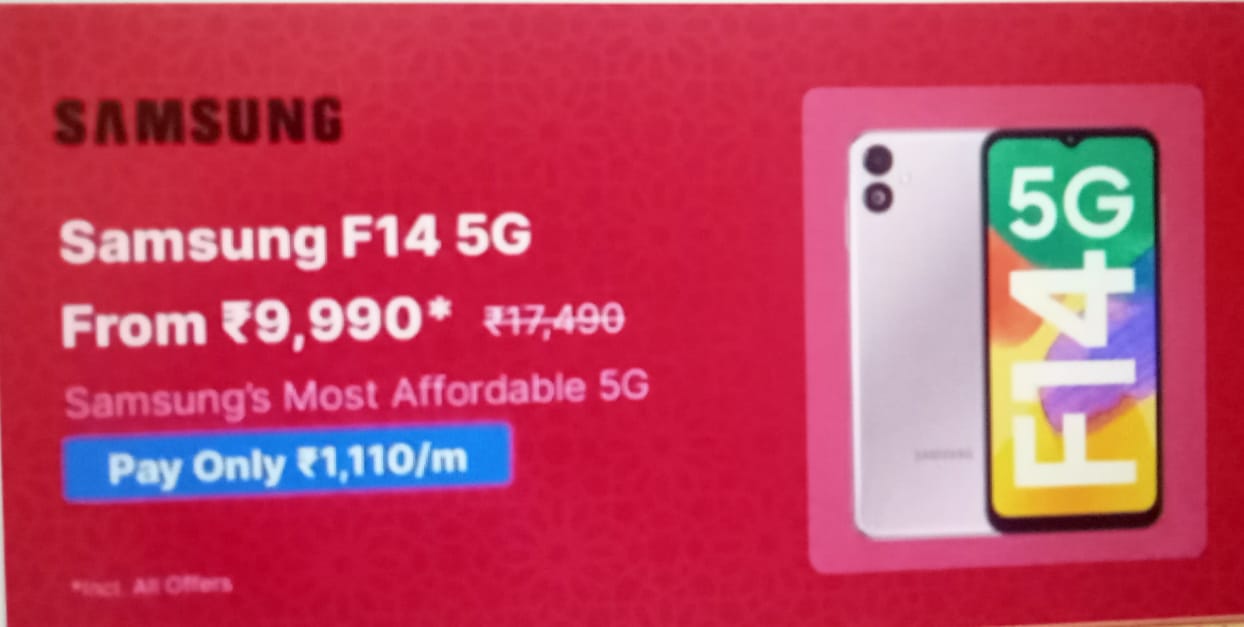 SAMSUNG
Samsung F14 5G
From ₹9,990* ₹17,490
Samsung's Most Affordable 5G
Pay Only ₹1,110/m
*Incl. All Offers
SAMSUNG
5G
F14